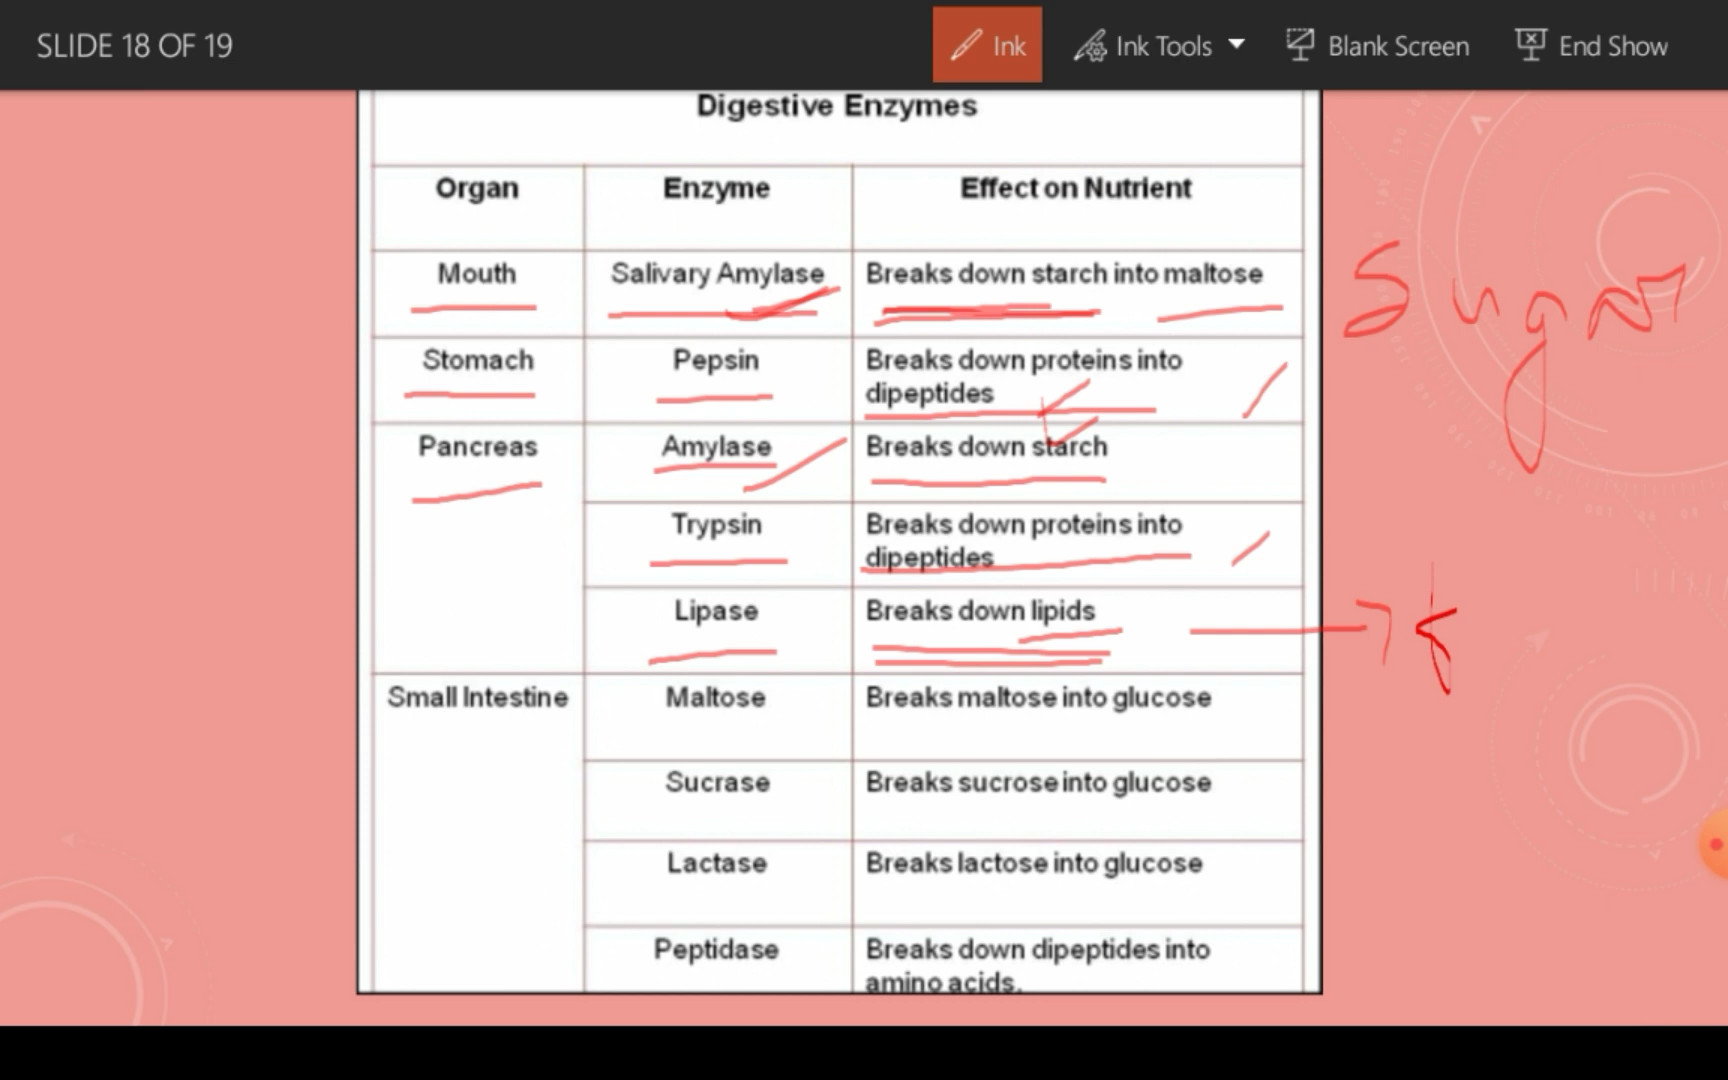 SLIDE 18 OF 19
Ink
Ink Tools
Blank Screen
End Show
Digestive Enzymes
Organ Enzyme Effect on Nutrient
Mouth Salivary Amylase Breaks down starch into maltose
Sugar
Stomach Pepsin Breaks down proteins into
dipeptides
Pancreas Amylase Breaks down starch
Trypsin Breaks down proteins into
dipeptides
Lipase Breaks down lipids
Small Intestine Maltose Breaks maltose into glucose
Sucrase Breaks sucrose into glucose
Lactase Breaks lactose into glucose
Peptidase Breaks down dipeptides into
amino acids.